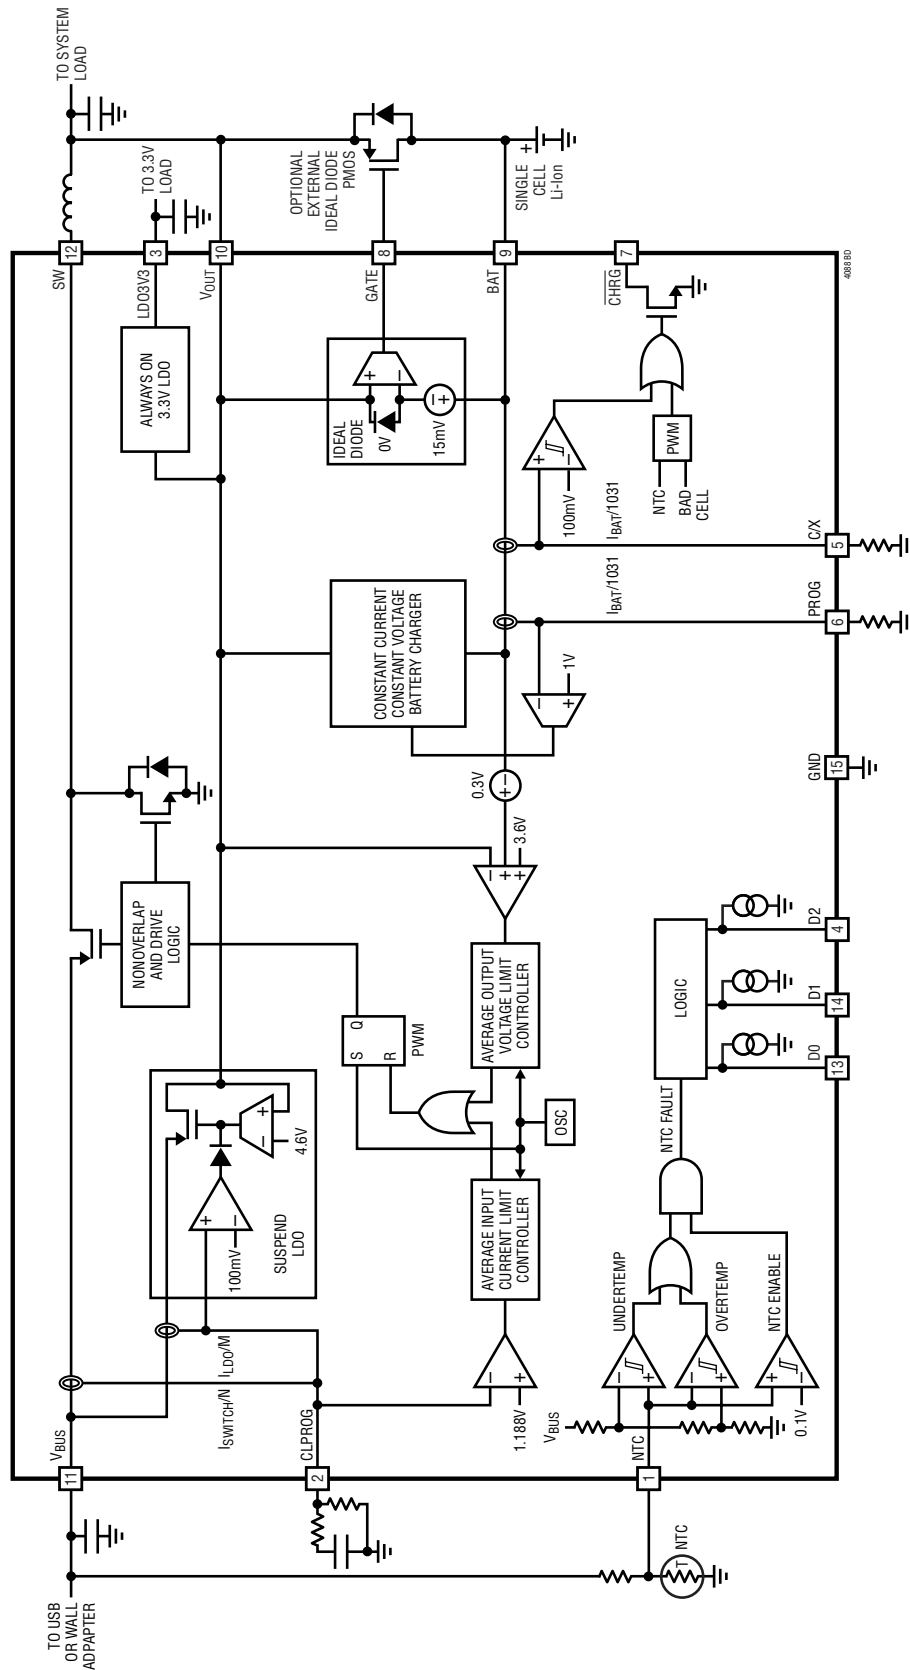 TO USB
OR WALL
ADPAPTER
11
VBUS
ISWITCH/N
ILDO/M
2
CLPROG
100mV
+
–
SUSPEND
LDO
4.6V
–
+
NONOVERLAP
AND DRIVE
LOGIC
SW
12
TO SYSTEM
LOAD
ALWAYS ON
3.3V LDO
LDO3V3
3
TO 3.3V
LOAD
VOUT
10
IDEAL
DIODE
0V
+
–
15mV
–
+
GATE
8
OPTIONAL
EXTERNAL
IDEAL DIODE
PMOS
BAT
9
+
SINGLE
CELL
Li-Ion
S
Q
R
PWM
1.188V
–
+
AVERAGE INPUT
CURRENT LIMIT
CONTROLLER
OSC
AVERAGE OUTPUT
VOLTAGE LIMIT
CONTROLLER
–
+
+
3.6V
0.3V
+
–
CONSTANT CURRENT
CONSTANT VOLTAGE
BATTERY CHARGER
–
+
1V
IBAT/1031
IBAT/1031
100mV
+
–
NTC
BAD
CELL
PWM
CHRG
7
T
NTC
1
NTC
VBUS
–
+
UNDERTEMP
–
+
OVERTEMP
0.1V
+
–
NTC ENABLE
NTC FAULT
LOGIC
D0
13
D1
14
D2
4
GND
15
PROG
6
C/X
5
4088 BD